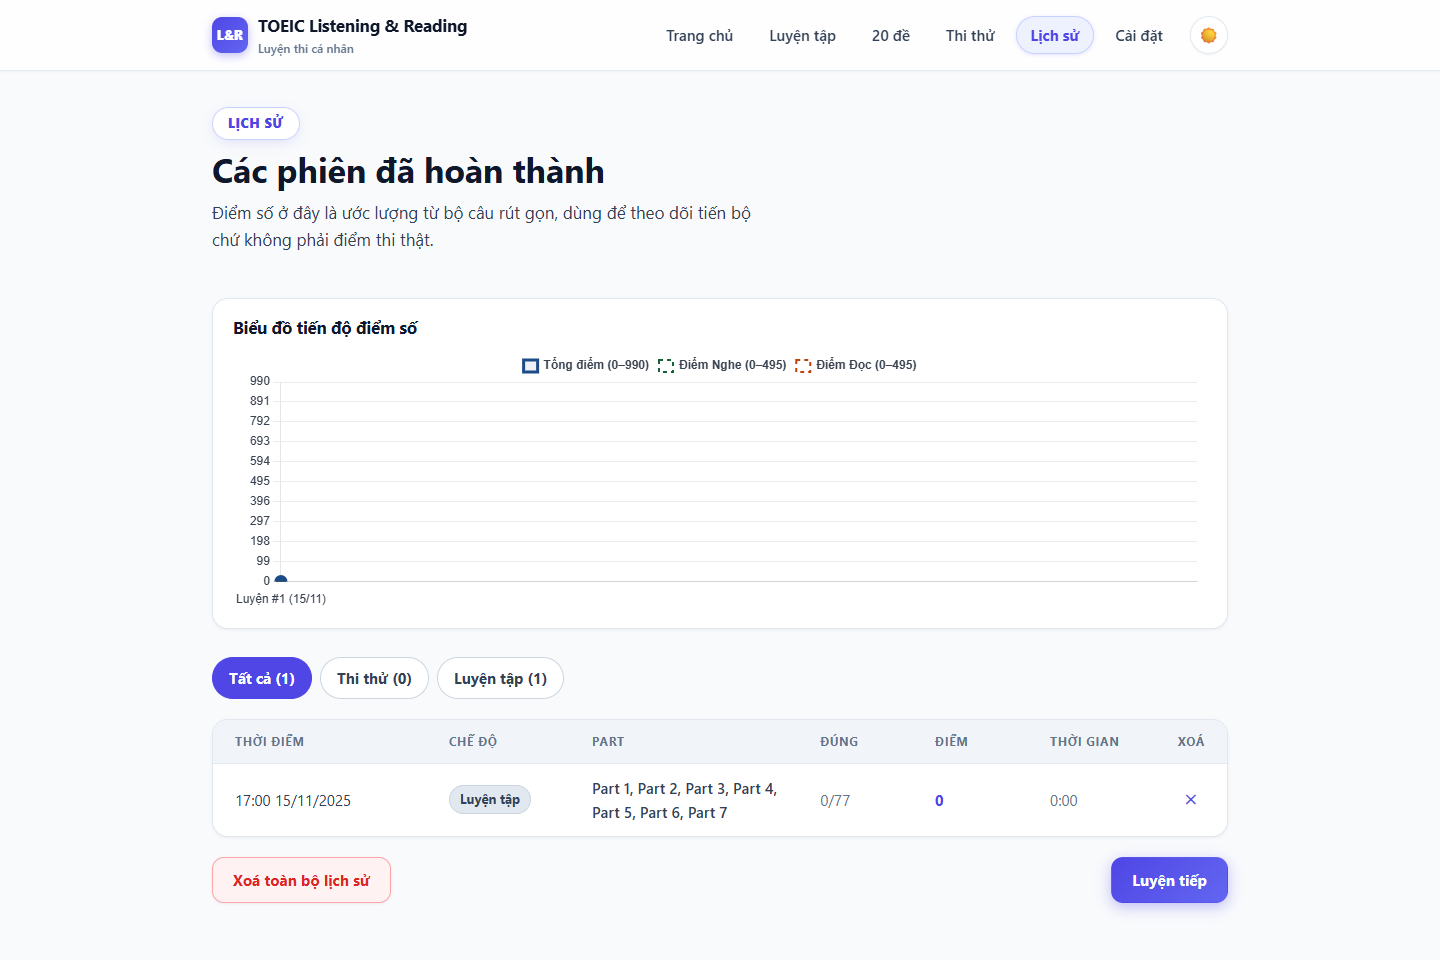 L&R
TOEIC Listening & Reading
Luyện thi cá nhân
Trang chủ
Luyện tập
20 đề
Thi thử
Lịch sử
Cài đặt
LỊCH SỬ
Các phiên đã hoàn thành
Điểm số ở đây là ước lượng từ bộ câu rút gọn, dùng để theo dõi tiến bộ
chứ không phải điểm thi thật.
Biểu đồ tiến độ điểm số
Tổng điểm (0–990)
Điểm Nghe (0–495)
Điểm Đọc (0–495)
990
891
792
693
594
495
396
297
198
99
0
Luyện #1 (15/11)
Tất cả (1)
Thi thử (0)
Luyện tập (1)
THỜI ĐIỂM
CHẾ ĐỘ
PART
ĐÚNG
ĐIỂM
THỜI GIAN
XOÁ
17:00 15/11/2025
Luyện tập
Part 1, Part 2, Part 3, Part 4,
Part 5, Part 6, Part 7
0/77
0
0:00
✕
Xoá toàn bộ lịch sử
Luyện tiếp